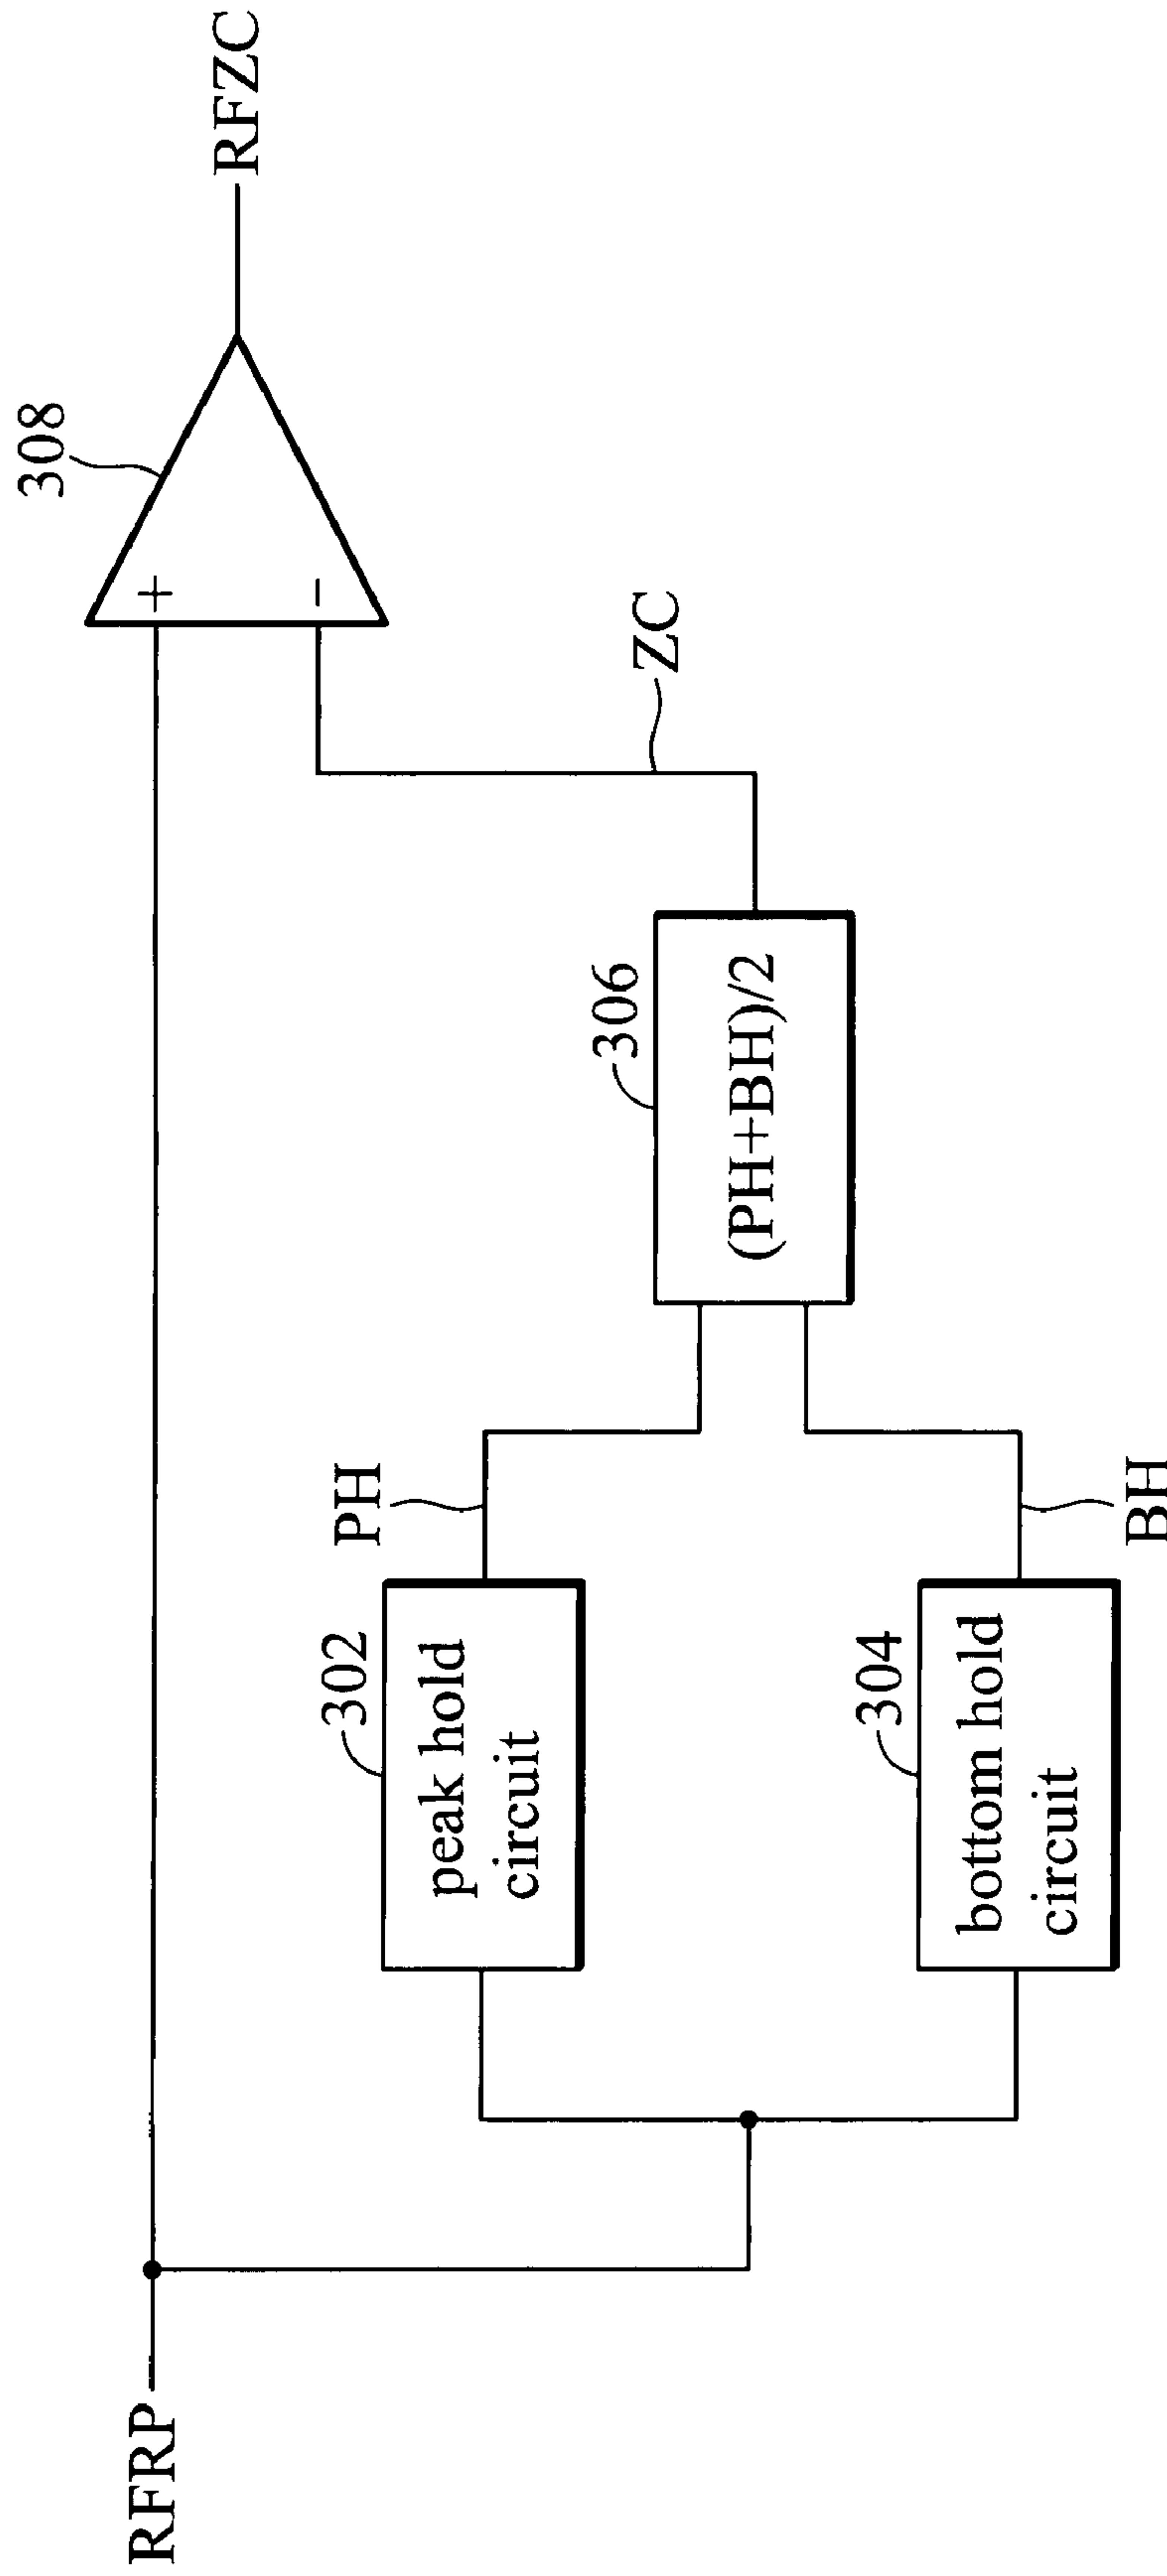 RFRP
302
peak hold
circuit
PH
304
bottom hold
circuit
BH
306
(PH+BH)/2
ZC
308
+
−
RFZC